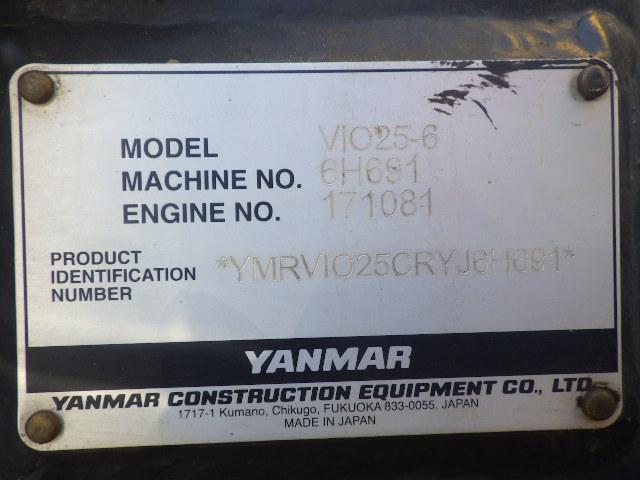 MODEL VIO25-6
MACHINE NO. 6H691
ENGINE NO. 171081
PRODUCT
IDENTIFICATION *YMRVIO25CRYJ6H691*
NUMBER
YANMAR
YANMAR CONSTRUCTION EQUIPMENT CO., LTD.
1717-1 Kumano, Chikugo, FUKUOKA 833-0055, JAPAN
MADE IN JAPAN